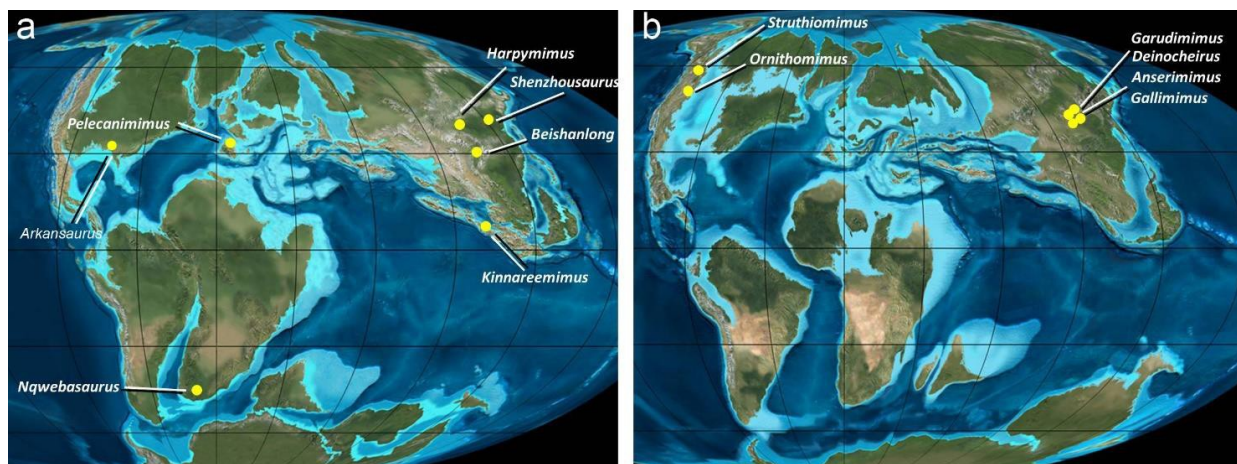 a
Harpymimus
Shenzhousaurus
Pelecanimimus
Beishanlong
Arkansaurus
Kinnareemimus
Nqwebasaurus
b
Struthiomimus
Ornithomimus
Garudimimus
Deinocheirus
Anserimimus
Gallimimus